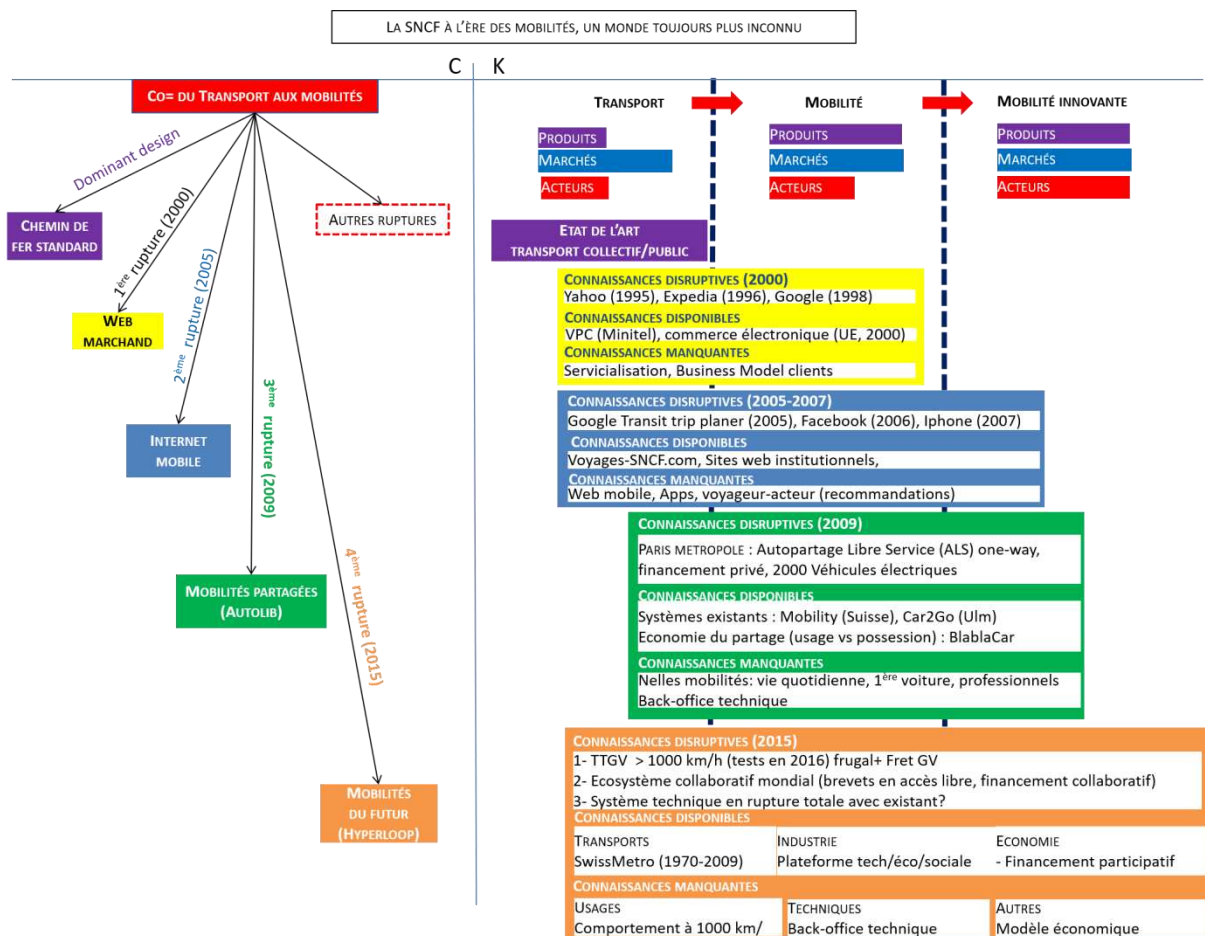 LA SNCF À L'ÈRE DES MOBILITÉS, UN MONDE TOUJOURS PLUS INCONNU
C K
CO= DU TRANSPORT AUX MOBILITÉS
Dominant design
CHEMIN DE
FER STANDARD
1ère rupture (2000)
WEB
MARCHAND
2ème rupture (2005)
INTERNET
MOBILE
3ème rupture (2009)
MOBILITÉS PARTAGÉES
(AUTOLIB)
4ème rupture (2015)
MOBILITÉS
DU FUTUR
(HYPERLOOP)
AUTRES RUPTURES
TRANSPORT
PRODUITS
MARCHÉS
ACTEURS
MOBILITÉ
PRODUITS
MARCHÉS
ACTEURS
MOBILITÉ INNOVANTE
PRODUITS
MARCHÉS
ACTEURS
ETAT DE L'ART
TRANSPORT COLLECTIF/PUBLIC
CONNAISSANCES DISRUPTIVES (2000)
Yahoo (1995), Expedia (1996), Google (1998)
CONNAISSANCES DISPONIBLES
VPC (Minitel), commerce électronique (UE, 2000)
CONNAISSANCES MANQUANTES
Servicialisation, Business Model clients
CONNAISSANCES DISRUPTIVES (2005-2007)
Google Transit trip planer (2005), Facebook (2006), Iphone (2007)
CONNAISSANCES DISPONIBLES
Voyages-SNCF.com, Sites web institutionnels,
CONNAISSANCES MANQUANTES
Web mobile, Apps, voyageur-acteur (recommandations)
CONNAISSANCES DISRUPTIVES (2009)
PARIS METROPOLE : Autopartage Libre Service (ALS) one-way,
financement privé, 2000 Véhicules électriques
CONNAISSANCES DISPONIBLES
Systèmes existants : Mobility (Suisse), Car2Go (Ulm)
Economie du partage (usage vs possession) : BlablaCar
CONNAISSANCES MANQUANTES
Nelles mobilités: vie quotidienne, 1ère voiture, professionnels
Back-office technique
CONNAISSANCES DISRUPTIVES (2015)
1- TTGV > 1000 km/h (tests en 2016) frugal+ Fret GV
2- Ecosystème collaboratif mondial (brevets en accès libre, financement collaboratif)
3- Système technique en rupture totale avec existant?
CONNAISSANCES DISPONIBLES
TRANSPORTS
SwissMetro (1970-2009)
INDUSTRIE
Plateforme tech/éco/sociale
ECONOMIE
- Financement participatif
CONNAISSANCES MANQUANTES
USAGES
Comportement à 1000 km/
TECHNIQUES
Back-office technique
AUTRES
Modèle économique